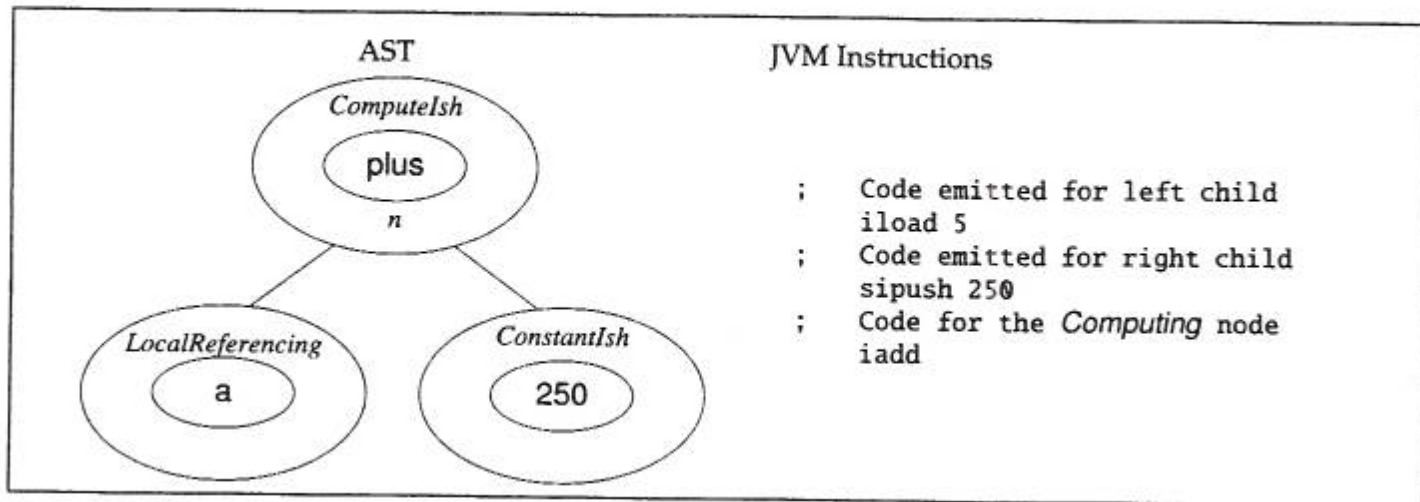 AST
ComputeIsh
plus
n
LocalReferencing
a
ConstantIsh
250
JVM Instructions
; Code emitted for left child
iload 5
; Code emitted for right child
sipush 250
; Code for the Computing node
iadd